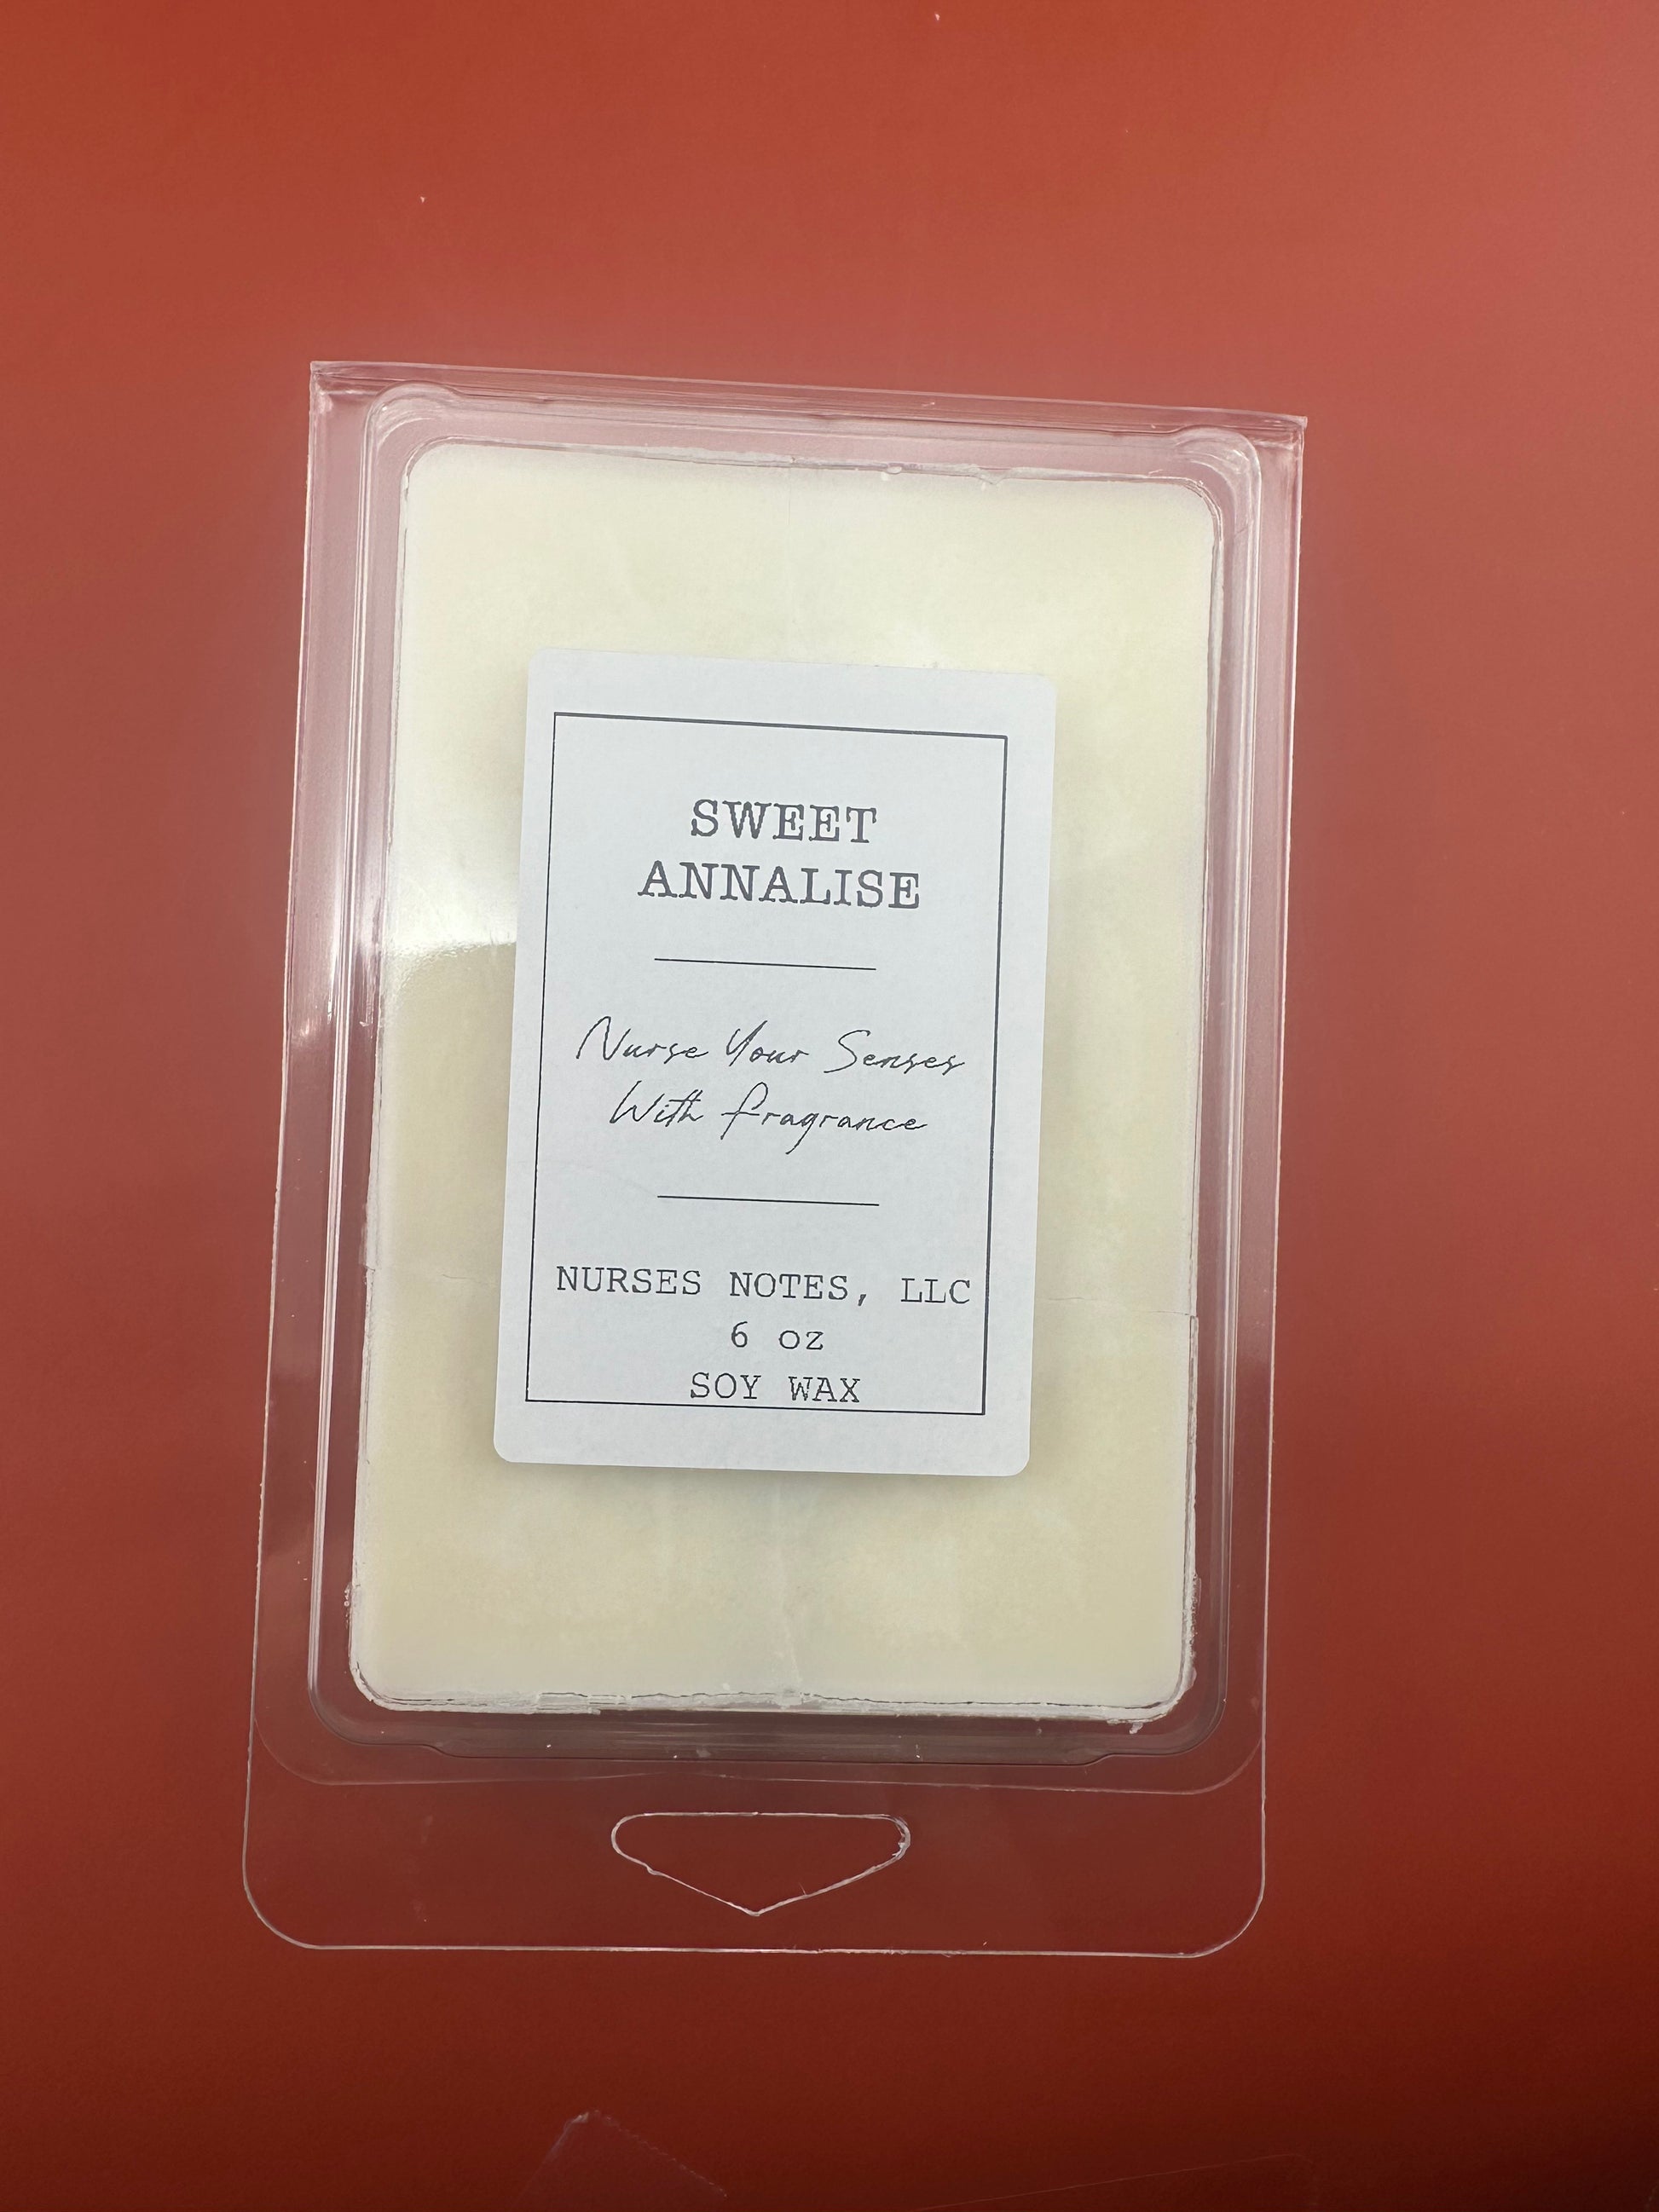 SWEET
ANNALISE
Nurse Your Senses
With Fragrance
NURSES NOTES, LLC
6 oz
SOY WAX